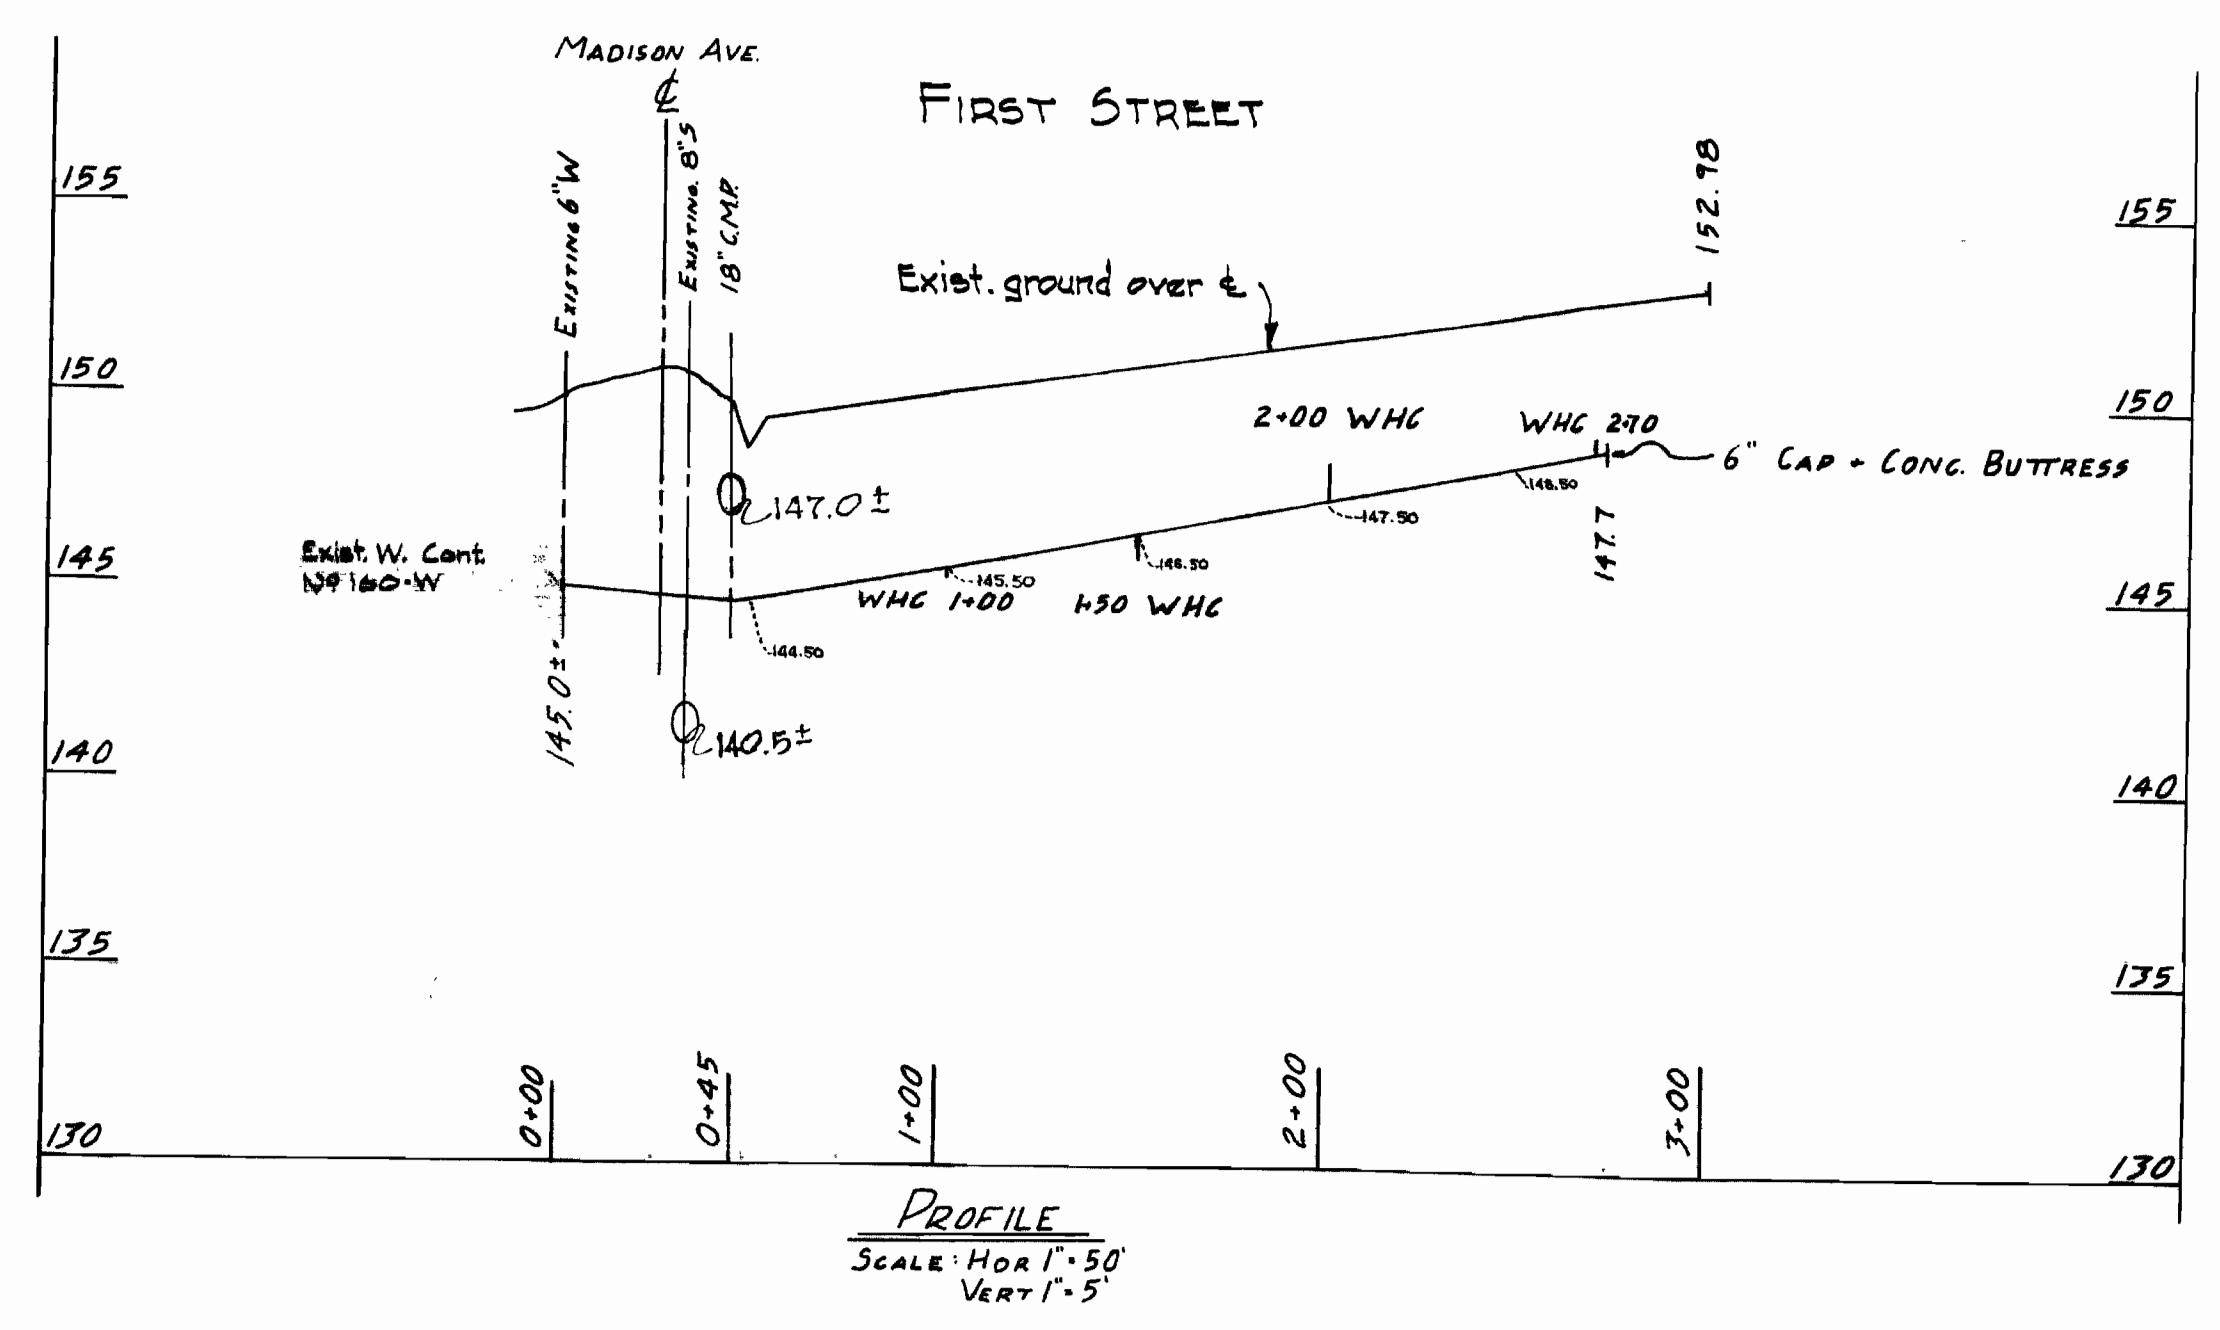 MADISON AVE.
℄
FIRST STREET
EXISTING 6" W
EXISTING 8" S
18" C.M.P.
152.98
155
155
Exist. ground over ℄
150
150
2+00 WHC
WHC 2+70
6" CAP + CONC. BUTTRESS
148.50
147.0 ±
147.50
147.7
Exist. W. Cont.
Nº 160-W
145
145
146.50
145.50
WHC 1+00
1+50 WHC
144.50
145.0 ±
140.5 ±
140
140
135
135
0+00
0+45
1+00
2+00
3+00
130
130
PROFILE
SCALE: HOR 1" = 50'
VERT 1" = 5'